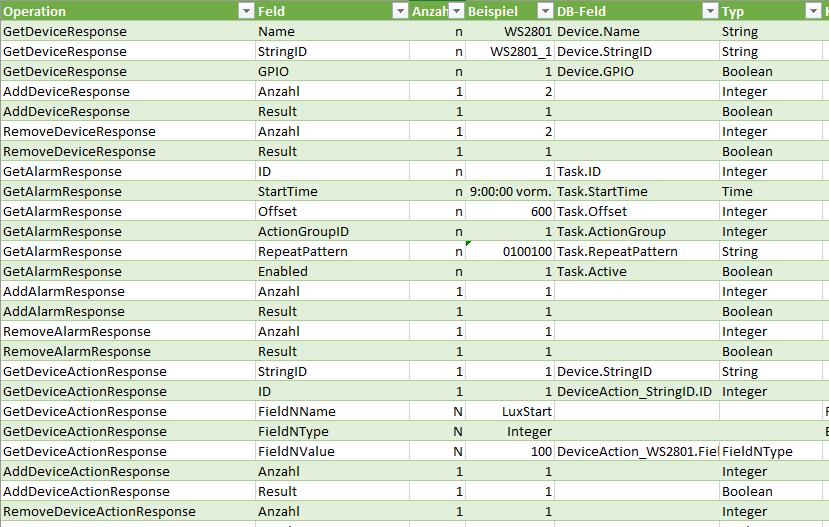 Operation Feld Anzah Beispiel DB-Feld Typ
GetDeviceResponse Name n WS2801 Device.Name String
GetDeviceResponse StringID n WS2801_1 Device.StringID String
GetDeviceResponse GPIO n 1 Device.GPIO Boolean
AddDeviceResponse Anzahl 1 2 Integer
AddDeviceResponse Result 1 1 Boolean
RemoveDeviceResponse Anzahl 1 2 Integer
RemoveDeviceResponse Result 1 1 Boolean
GetAlarmResponse ID n 1 Task.ID Integer
GetAlarmResponse StartTime n 9:00:00 vorm. Task.StartTime Time
GetAlarmResponse Offset n 600 Task.Offset Integer
GetAlarmResponse ActionGroupID n 1 Task.ActionGroup Integer
GetAlarmResponse RepeatPattern n 0100100 Task.RepeatPattern String
GetAlarmResponse Enabled n 1 Task.Active Boolean
AddAlarmResponse Anzahl 1 1 Integer
AddAlarmResponse Result 1 1 Boolean
RemoveAlarmResponse Anzahl 1 1 Integer
RemoveAlarmResponse Result 1 1 Boolean
GetDeviceActionResponse StringID 1 1 Device.StringID String
GetDeviceActionResponse ID 1 1 DeviceAction_StringID.ID Integer
GetDeviceActionResponse FieldNName N LuxStart
GetDeviceActionResponse FieldNType N Integer
GetDeviceActionResponse FieldNValue N 100 DeviceAction_WS2801.Fiel FieldNType
AddDeviceActionResponse Anzahl 1 1 Integer
AddDeviceActionResponse Result 1 1 Boolean
RemoveDeviceActionResponse Anzahl 1 1 Integer